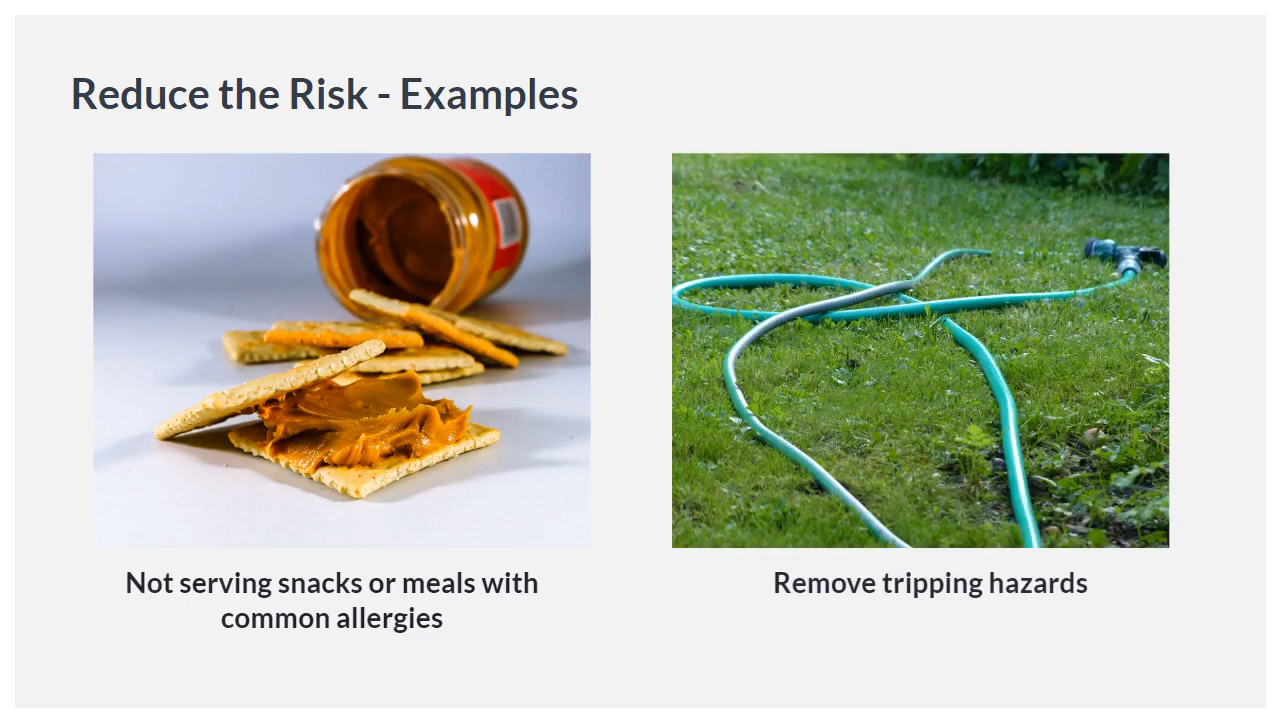 Reduce the Risk - Examples
Not serving snacks or meals with
common allergies
Remove tripping hazards